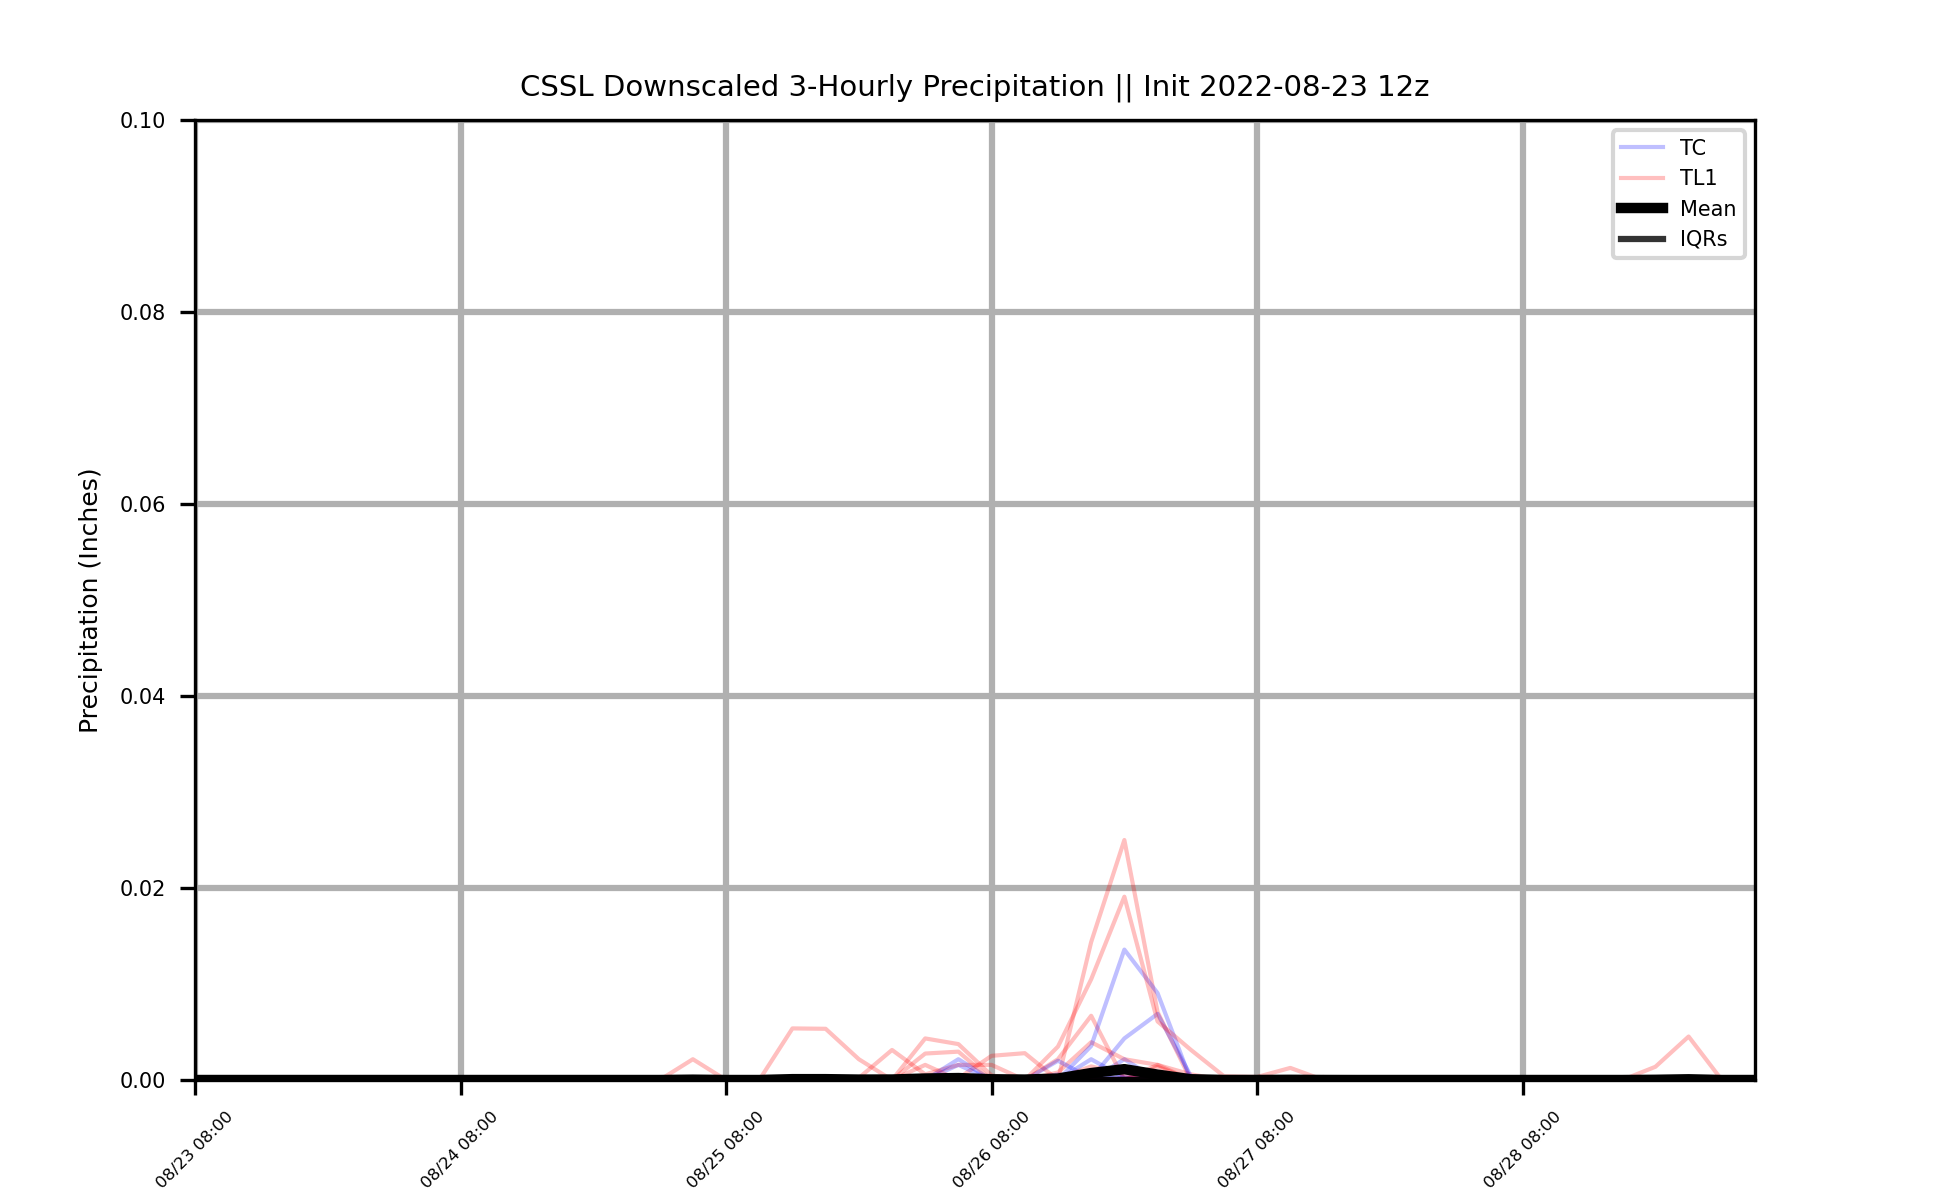 CSSL Downscaled 3-Hourly Precipitation || Init 2022-08-23 12z
0.10
0.08
0.06
0.04
0.02
0.00
Precipitation (Inches)
TC
TL1
Mean
IQRs
08/23 08:00
08/24 08:00
08/25 08:00
08/26 08:00
08/27 08:00
08/28 08:00